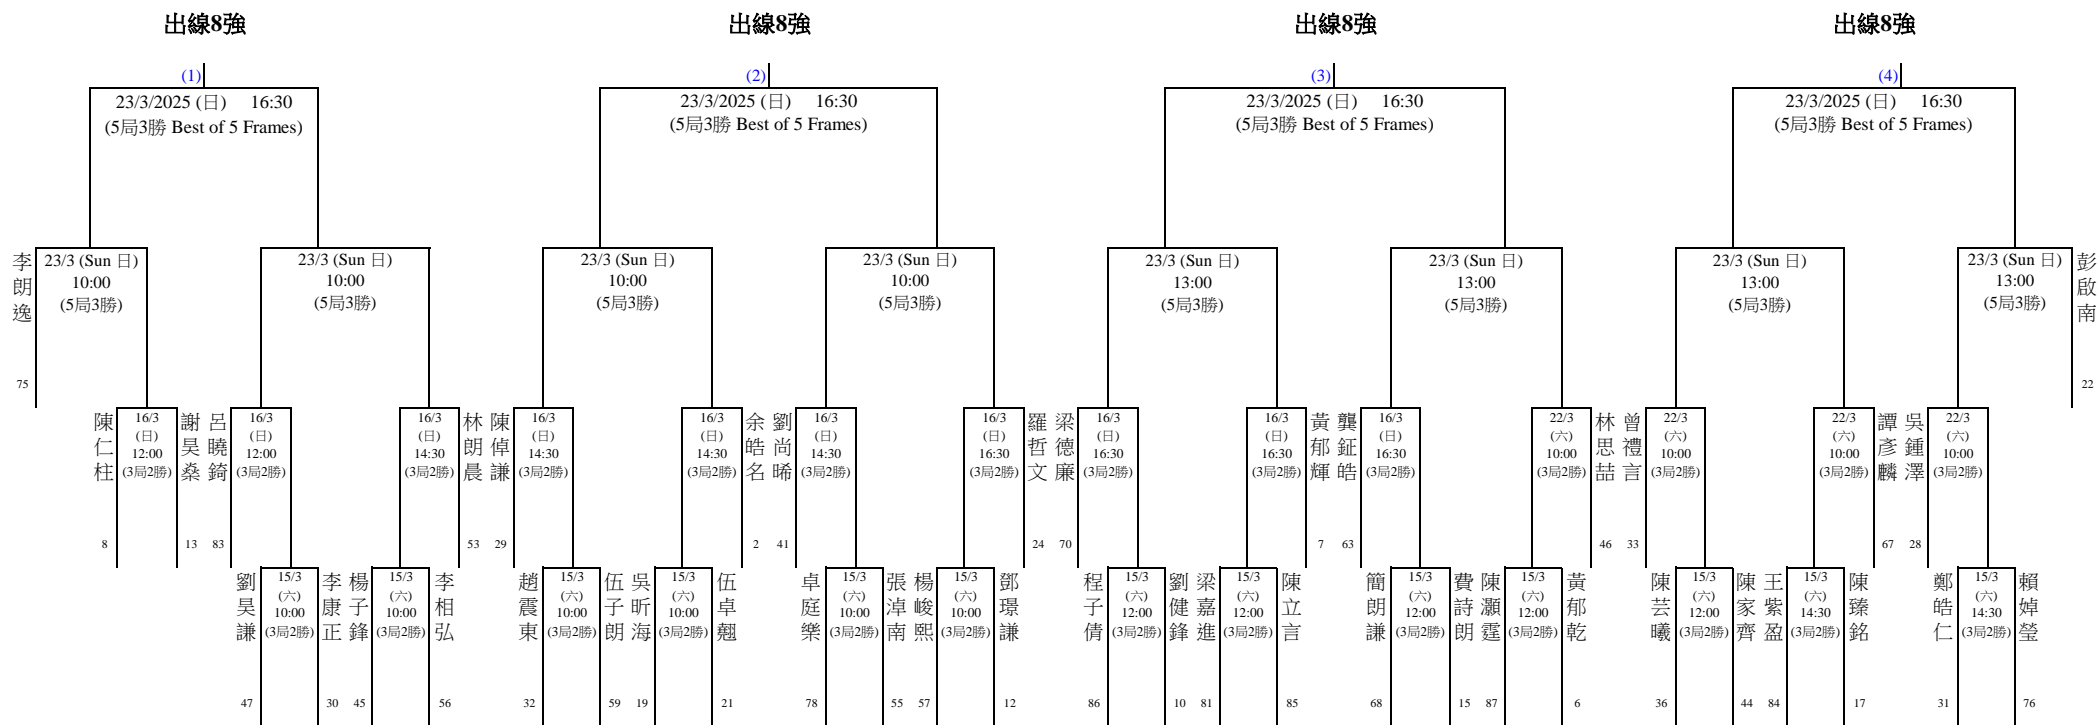 出線8強
出線8強
出線8強
出線8強
(1)
(2)
(3)
(4)
23/3/2025 (日) 16:30
(5局3勝 Best of 5 Frames)
23/3/2025 (日) 16:30
(5局3勝 Best of 5 Frames)
23/3/2025 (日) 16:30
(5局3勝 Best of 5 Frames)
23/3/2025 (日) 16:30
(5局3勝 Best of 5 Frames)
李朗逸
75
23/3 (Sun 日)
10:00
(5局3勝)
23/3 (Sun 日)
10:00
(5局3勝)
23/3 (Sun 日)
10:00
(5局3勝)
23/3 (Sun 日)
10:00
(5局3勝)
23/3 (Sun 日)
13:00
(5局3勝)
23/3 (Sun 日)
13:00
(5局3勝)
23/3 (Sun 日)
13:00
(5局3勝)
23/3 (Sun 日)
13:00
(5局3勝)
彭啟南
22
陳仁柱
8
16/3
(日)
12:00
(3局2勝)
謝昊燊
13
呂曉錡
83
16/3
(日)
12:00
(3局2勝)
16/3
(日)
14:30
(3局2勝)
林朗晨
53
陳倬謙
29
16/3
(日)
14:30
(3局2勝)
16/3
(日)
14:30
(3局2勝)
余皓名
2
劉尚晞
41
16/3
(日)
14:30
(3局2勝)
16/3
(日)
16:30
(3局2勝)
羅哲文
24
梁德廉
70
16/3
(日)
16:30
(3局2勝)
16/3
(日)
16:30
(3局2勝)
黃郁輝
7
龔鉦皓
63
16/3
(日)
16:30
(3局2勝)
22/3
(六)
10:00
(3局2勝)
林思喆
46
曾禮言
33
22/3
(六)
10:00
(3局2勝)
22/3
(六)
10:00
(3局2勝)
譚彥麟
67
吳鍾澤
28
22/3
(六)
10:00
(3局2勝)
劉昊謙
47
15/3
(六)
10:00
(3局2勝)
李康正
30
楊子鋒
45
15/3
(六)
10:00
(3局2勝)
李相弘
56
趙震東
32
15/3
(六)
10:00
(3局2勝)
伍子朗
59
吳昕海
19
15/3
(六)
10:00
(3局2勝)
伍卓翹
21
卓庭樂
78
15/3
(六)
10:00
(3局2勝)
張淖南
55
楊峻熙
57
15/3
(六)
10:00
(3局2勝)
鄧璟謙
12
程子倩
86
15/3
(六)
12:00
(3局2勝)
劉健鋒
10
梁嘉進
81
15/3
(六)
12:00
(3局2勝)
陳立言
85
簡朗謙
68
15/3
(六)
12:00
(3局2勝)
費詩朗
15
陳灝霆
87
15/3
(六)
12:00
(3局2勝)
黃郁乾
6
陳芸曦
36
15/3
(六)
12:00
(3局2勝)
陳家齊
44
王紫盈
84
15/3
(六)
14:30
(3局2勝)
陳臻銘
17
鄭皓仁
31
15/3
(六)
14:30
(3局2勝)
賴婥瑩
76